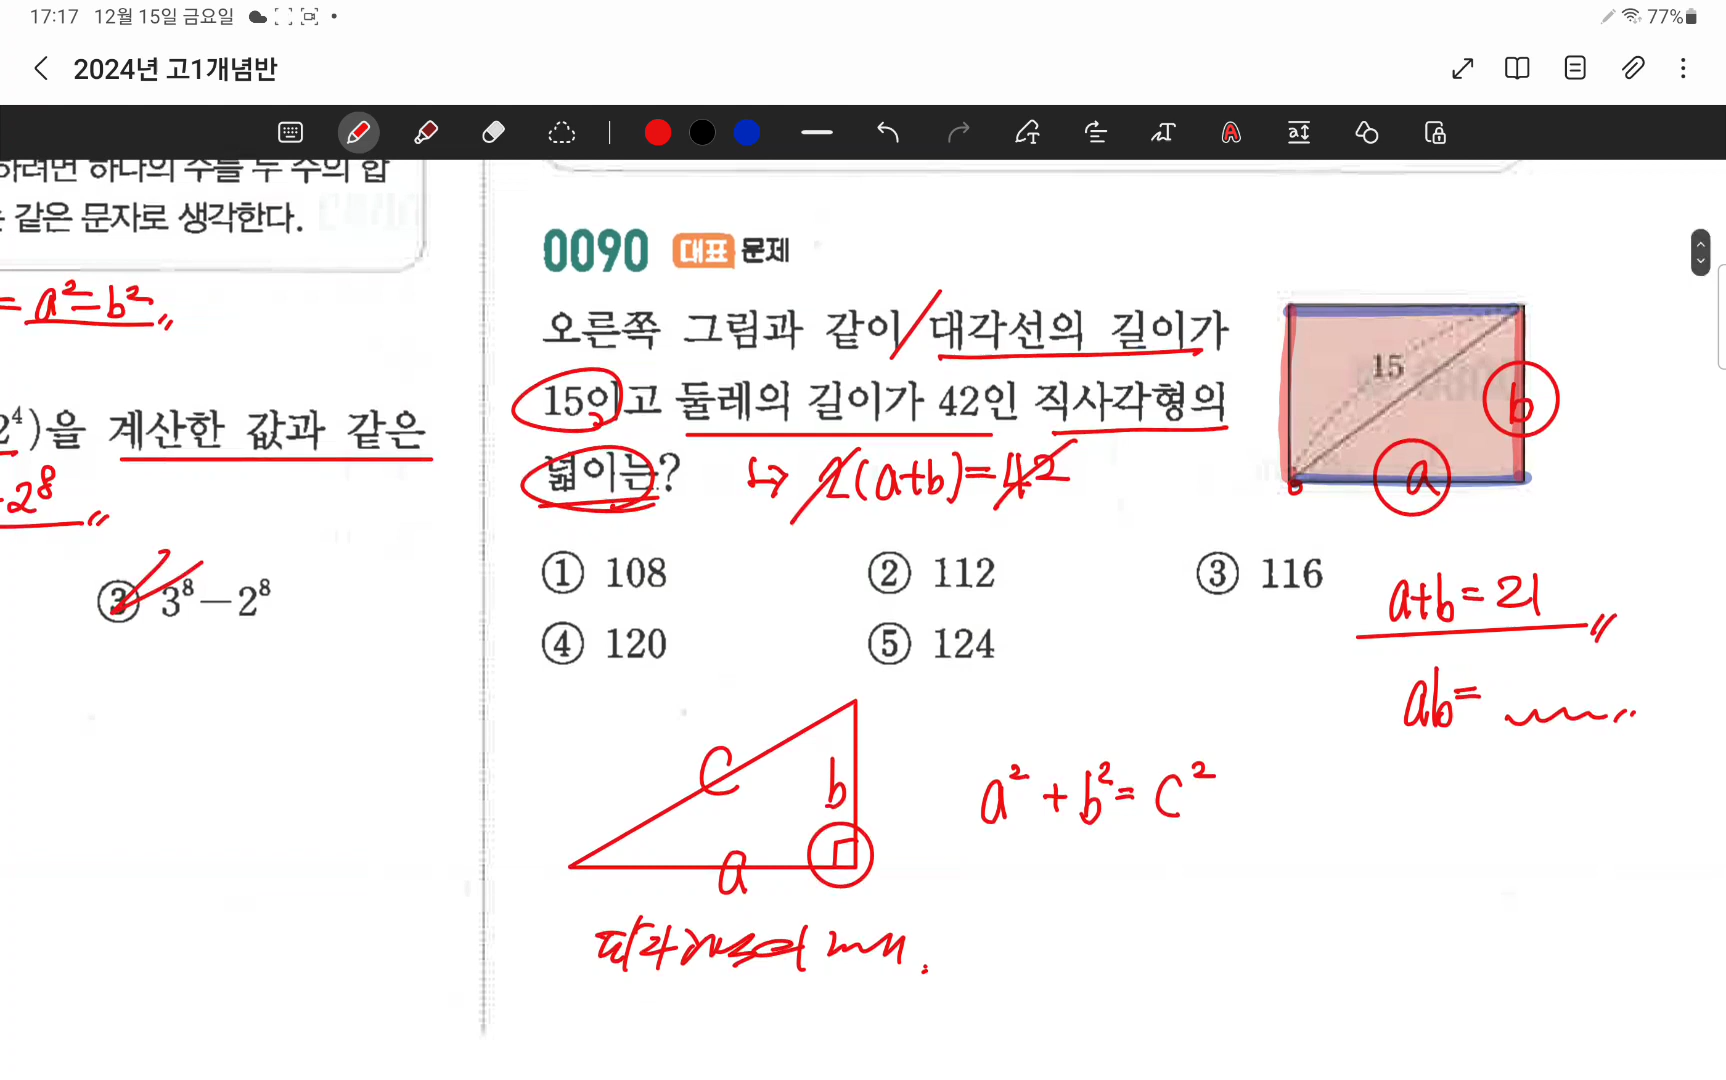 17:17 12월 15일 금요일
77%
2024년 고1개념반
하려면 하나의 수를 두 수의 합
같은 문자로 생각한다.
= a²-b²
2⁴)을 계산한 값과 같은
-2⁸
③ 3⁸-2⁸
0090 대표 문제
오른쪽 그림과 같이 대각선의 길이가
15이고 둘레의 길이가 42인 직사각형의
넓이는?
↪ 2(a+b)=42
15
b
a
① 108 ② 112 ③ 116
④ 120 ⑤ 124
a+b=21
ab=
c
b
a
a²+b²=c²